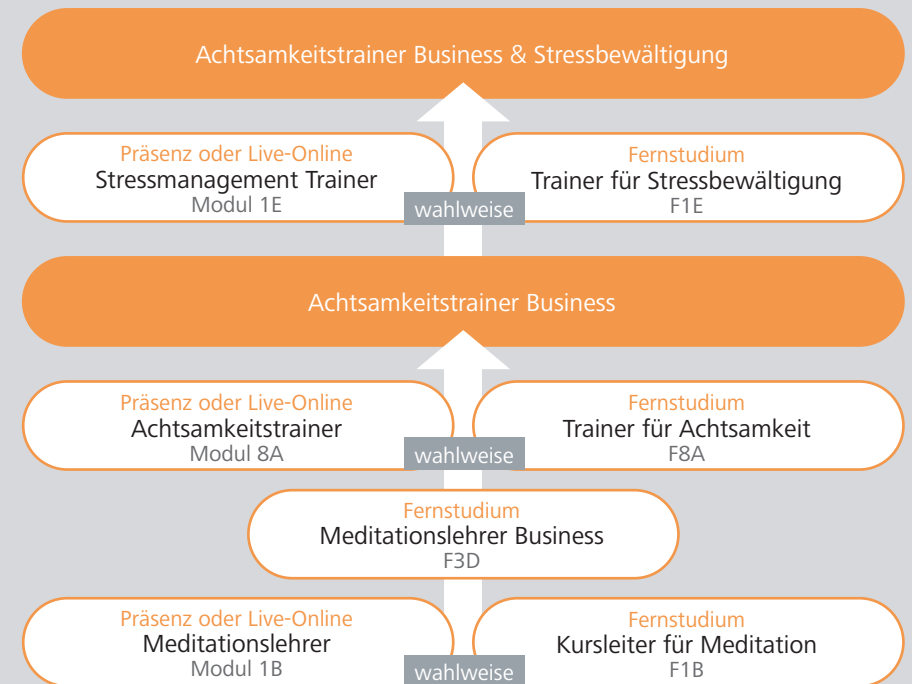 Achtsamkeitstrainer Business & Stressbewältigung
Präsenz oder Live-Online
Stressmanagement Trainer
Modul 1E
wahlweise
Fernstudium
Trainer für Stressbewältigung
F1E
Achtsamkeitstrainer Business
Präsenz oder Live-Online
Achtsamkeitstrainer
Modul 8A
wahlweise
Fernstudium
Trainer für Achtsamkeit
F8A
Fernstudium
Meditationslehrer Business
F3D
Präsenz oder Live-Online
Meditationslehrer
Modul 1B
wahlweise
Fernstudium
Kursleiter für Meditation
F1B